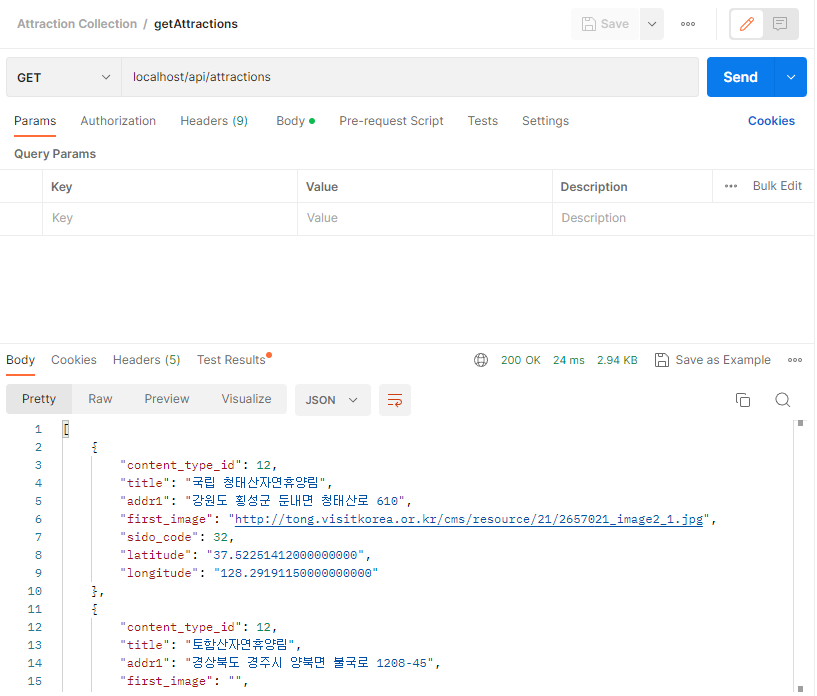 Attraction Collection / getAttractions
Save
GET localhost/api/attractions Send
Params Authorization Headers (9) Body Pre-request Script Tests Settings Cookies
Query Params
Key Value Description Bulk Edit
Key Value Description
Body Cookies Headers (5) Test Results 200 OK 24 ms 2.94 KB Save as Example
Pretty Raw Preview Visualize JSON
1 [
2 {
3 "content_type_id": 12,
4 "title": "국립 청태산자연휴양림",
5 "addr1": "강원도 횡성군 둔내면 청태산로 610",
6 "first_image": "http://tong.visitkorea.or.kr/cms/resource/21/2657021_image2_1.jpg",
7 "sido_code": 32,
8 "latitude": "37.52251412000000000",
9 "longitude": "128.29191150000000000"
10 },
11 {
12 "content_type_id": 12,
13 "title": "토함산자연휴양림",
14 "addr1": "경상북도 경주시 양북면 불국로 1208-45",
15 "first_image": "",